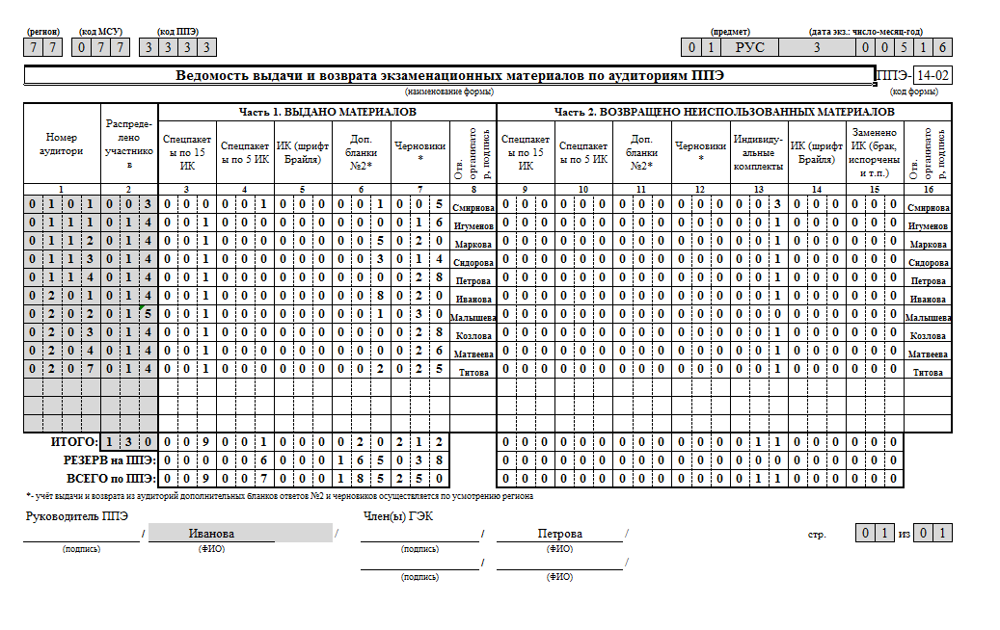 (регион) (код МСУ) (код ППЭ) (предмет) (дата экз.: число-месяц-год)
7 7 0 7 7 3 3 3 3 0 1 РУС 3 0 0 5 1 6
Ведомость выдачи и возврата экзаменационных материалов по аудиториям ППЭ ППЭ- 14-02
(наименование формы) (код формы)
Номер аудитори
Распреде-лено участнико в
Часть 1. ВЫДАНО МАТЕРИАЛОВ
Часть 2. ВОЗВРАЩЕНО НЕИСПОЛЬЗОВАННЫХ МАТЕРИАЛОВ
Спецпакет ы по 15 ИК
Спецпакет ы по 5 ИК
ИК (шрифт Брайля)
Доп. бланки №2*
Черновики *
Отв. организато р, подпись
Спецпакет ы по 15 ИК
Спецпакет ы по 5 ИК
Доп. бланки №2*
Черновики *
Индивиду-альные комплекты
ИК (шрифт Брайля)
Заменено ИК (брак, испорчены и т.п.)
Отв. организато р, подпись
1 2 3 4 5 6 7 8 9 10 11 12 13 14 15 16
0 1 0 1 0 0 3 0 0 0 0 0 1 0 0 0 0 0 1 0 0 5 Смирнова 0 0 0 0 0 0 0 0 0 0 0 0 0 0 3 0 0 0 0 0 0 Смирнова
0 1 1 1 0 1 4 0 0 1 0 0 0 0 0 0 0 0 0 0 1 6 Игуменов 0 0 0 0 0 0 0 0 0 0 0 0 0 0 1 0 0 0 0 0 0 Игуменов
0 1 1 2 0 1 4 0 0 1 0 0 0 0 0 0 0 0 5 0 2 0 Маркова 0 0 0 0 0 0 0 0 0 0 0 0 0 0 1 0 0 0 0 0 0 Маркова
0 1 1 3 0 1 4 0 0 1 0 0 0 0 0 0 0 0 3 0 1 4 Сидорова 0 0 0 0 0 0 0 0 0 0 0 0 0 0 1 0 0 0 0 0 0 Сидорова
0 1 1 4 0 1 4 0 0 1 0 0 0 0 0 0 0 0 0 0 2 8 Петрова 0 0 0 0 0 0 0 0 0 0 0 0 0 0 1 0 0 0 0 0 0 Петрова
0 2 0 1 0 1 4 0 0 1 0 0 0 0 0 0 0 0 8 0 2 0 Иванова 0 0 0 0 0 0 0 0 0 0 0 0 0 0 1 0 0 0 0 0 0 Иванова
0 2 0 2 0 1 5 0 0 1 0 0 0 0 0 0 0 0 1 0 3 0 Малышева 0 0 0 0 0 0 0 0 0 0 0 0 0 0 0 0 0 0 0 0 0 Малышева
0 2 0 3 0 1 4 0 0 1 0 0 0 0 0 0 0 0 0 0 2 8 Козлова 0 0 0 0 0 0 0 0 0 0 0 0 0 0 1 0 0 0 0 0 0 Козлова
0 2 0 4 0 1 4 0 0 1 0 0 0 0 0 0 0 0 0 0 2 6 Матвеева 0 0 0 0 0 0 0 0 0 0 0 0 0 0 1 0 0 0 0 0 0 Матвеева
0 2 0 7 0 1 4 0 0 1 0 0 0 0 0 0 0 0 2 0 2 5 Титова 0 0 0 0 0 0 0 0 0 0 0 0 0 0 1 0 0 0 0 0 0 Титова
ИТОГО: 1 3 0 0 0 9 0 0 1 0 0 0 0 2 0 2 1 2 0 0 0 0 0 0 0 0 0 0 0 0 0 1 1 0 0 0 0 0 0
РЕЗЕРВ на ППЭ: 0 0 0 0 0 6 0 0 0 1 6 5 0 3 8 0 0 0 0 0 0 0 0 0 0 0 0 0 0 0 0 0 0 0 0 0
ВСЕГО по ППЭ: 0 0 9 0 0 7 0 0 0 1 8 5 2 5 0 0 0 0 0 0 0 0 0 0 0 0 0 0 1 1 0 0 0 0 0 0
*- учёт выдачи и возврата из аудиторий дополнительных бланков ответов №2 и черновиков осуществляется по усмотрению региона
Руководитель ППЭ Член(ы) ГЭК
/ Иванова / / Петрова / стр. 0 1 из 0 1
(подпись) (ФИО) (подпись) (ФИО)
/ /
(подпись) (ФИО)